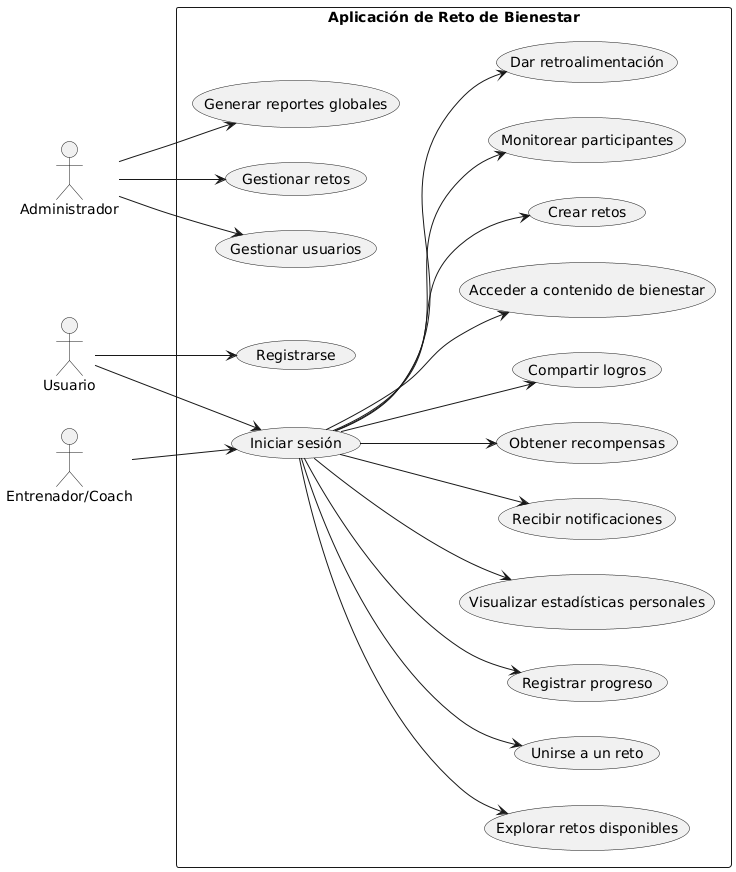 Aplicación de Reto de Bienestar
Dar retroalimentación
Generar reportes globales
Monitorear participantes
Gestionar retos
Administrador
Crear retos
Gestionar usuarios
Acceder a contenido de bienestar
Registrarse
Compartir logros
Usuario
Iniciar sesión
Obtener recompensas
Entrenador/Coach
Recibir notificaciones
Visualizar estadísticas personales
Registrar progreso
Unirse a un reto
Explorar retos disponibles